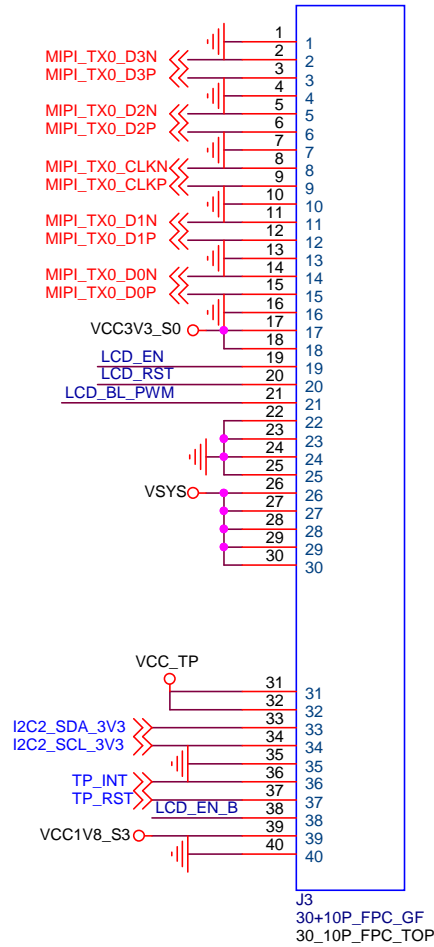 1 1
MIPI_TX0_D3N 2 2
MIPI_TX0_D3P 3 3
4 4
MIPI_TX0_D2N 5 5
MIPI_TX0_D2P 6 6
7 7
MIPI_TX0_CLKN 8 8
MIPI_TX0_CLKP 9 9
10 10
MIPI_TX0_D1N 11 11
MIPI_TX0_D1P 12 12
13 13
MIPI_TX0_D0N 14 14
MIPI_TX0_D0P 15 15
16 16
VCC3V3_S0 17 17
18 18
LCD_EN 19 19
LCD_RST 20 20
LCD_BL_PWM 21 21
22 22
23 23
24 24
25 25
VSYS 26 26
27 27
28 28
29 29
30 30
VCC_TP
31 31
32 32
I2C2_SDA_3V3 33 33
I2C2_SCL_3V3 34 34
35 35
TP_INT 36 36
TP_RST 37 37
LCD_EN_B 38 38
VCC1V8_S3 39 39
40 40
J3
30+10P_FPC_GF
30_10P_FPC_TOP